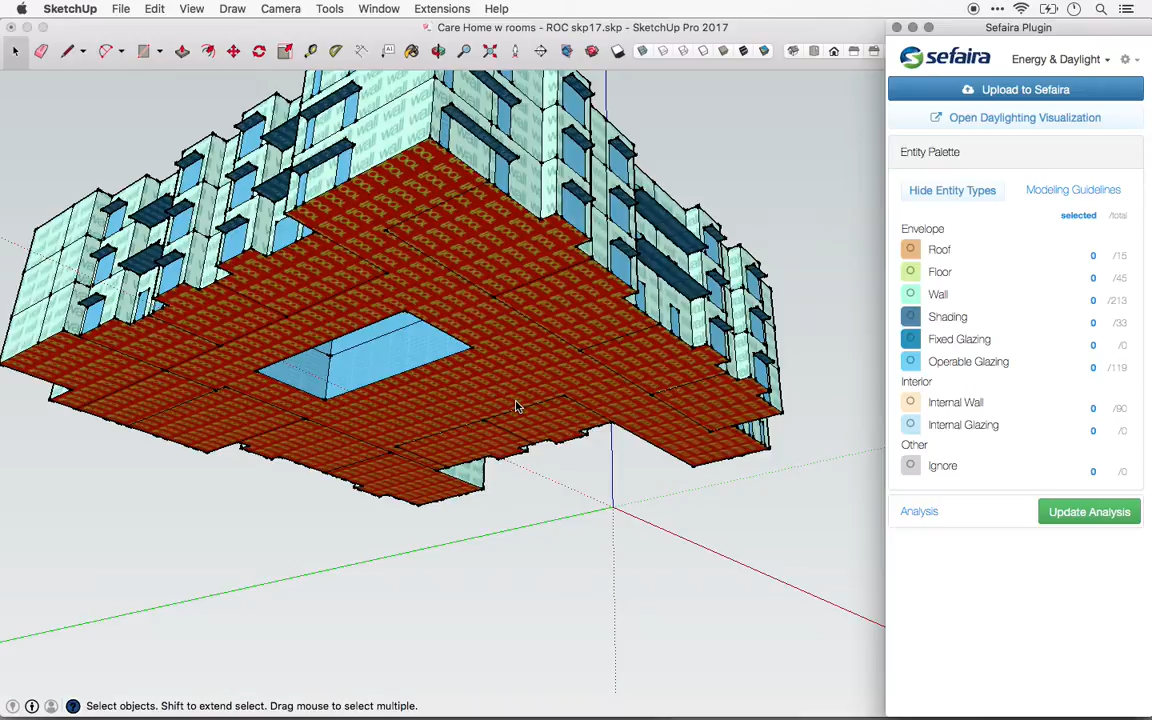 SketchUp File Edit View Camera Draw Tools Window Extensions Help
Care Home w rooms - ROC skp17.skp - SketchUp Pro 2017
Sefaira Plugin
sefaira
Energy & Daylight
Upload to Sefaira
Open Daylighting Visualization
Entity Palette
Hide Entity Types
Modeling Guidelines
selected /total
Envelope
Roof 0 /15
Floor 0 /45
Wall 0 /213
Shading 0 /33
Fixed Glazing 0 /0
Operable Glazing 0 /119
Interior
Internal Wall 0 /90
Internal Glazing 0 /0
Other
Ignore 0 /0
Analysis
Update Analysis
wall wall wall
Select objects. Shift to extend select. Drag mouse to select multiple.